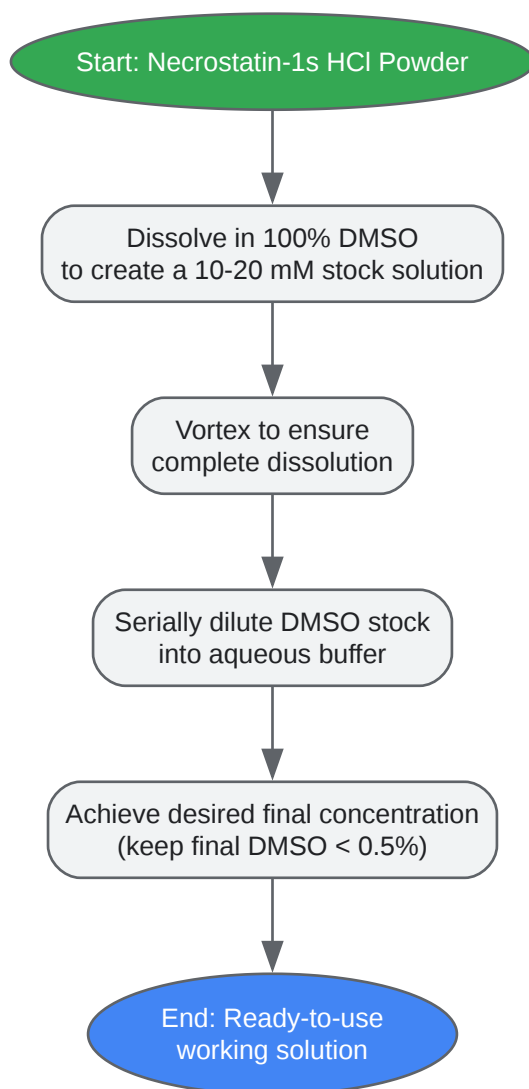 Start: Necrostatin-1s HCl Powder
Dissolve in 100% DMSO
to create a 10-20 mM stock solution
Vortex to ensure
complete dissolution
Serially dilute DMSO stock
into aqueous buffer
Achieve desired final concentration
(keep final DMSO < 0.5%)
End: Ready-to-use
working solution